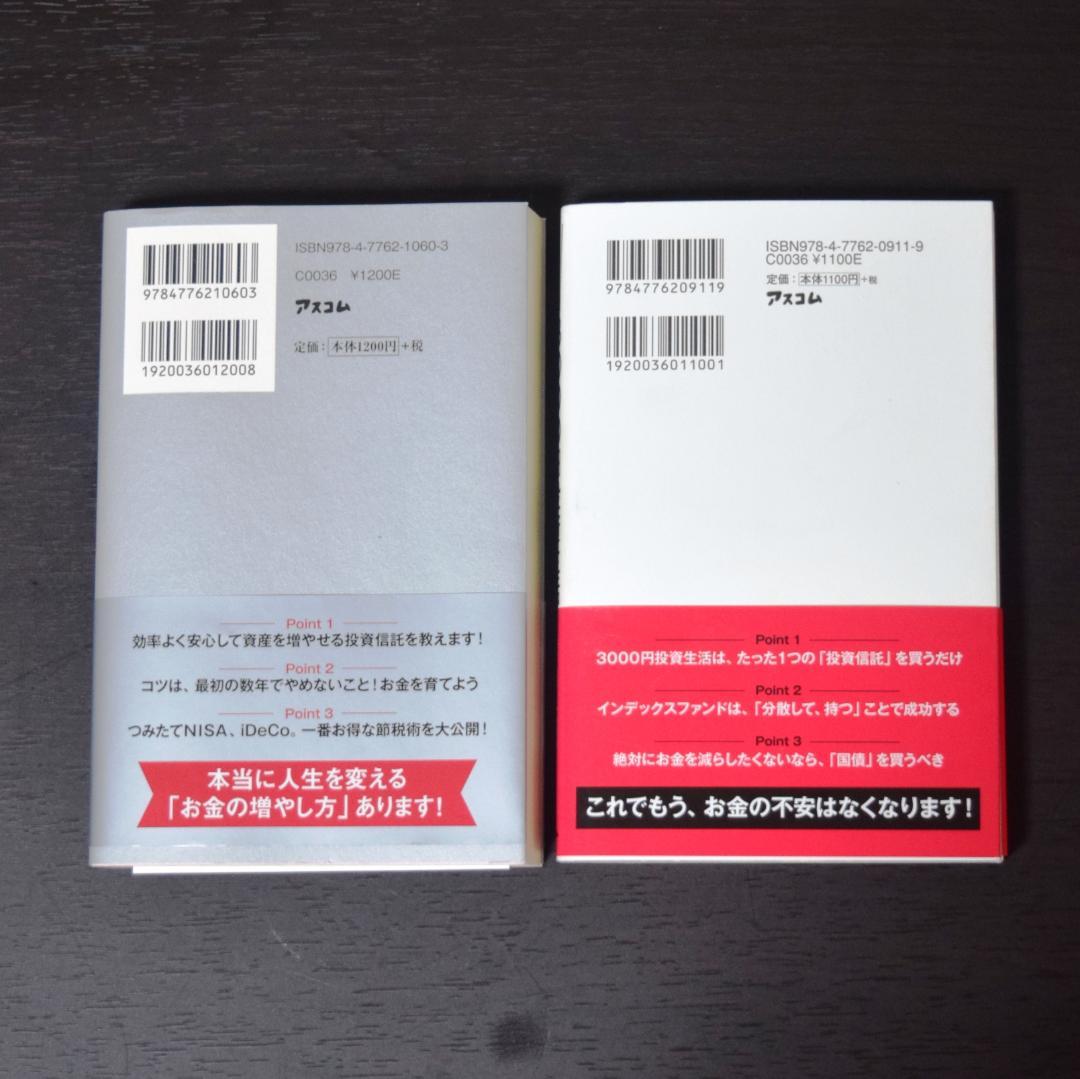 ISBN978-4-7762-1060-3
9784776210603
C0036 ¥1200E
アスコム
1920036012008
定価：本体1200円+税
Point 1
効率よく安心して資産を増やせる投資信託を教えます！
Point 2
コツは、最初の数年でやめないこと！お金を育てよう
Point 3
つみたてNISA、iDeCo。一番お得な節税術を大公開！
本当に人生を変える
「お金の増やし方」あります！
ISBN978-4-7762-0911-9
C0036 ¥1100E
定価：本体1100円+税
9784776209119
アスコム
1920036011001
Point 1
3000円投資生活は、たった1つの「投資信託」を買うだけ
Point 2
インデックスファンドは、「分散して、持つ」ことで成功する
Point 3
絶対にお金を減らしたくないなら、「国債」を買うべき
これでもう、お金の不安はなくなります！